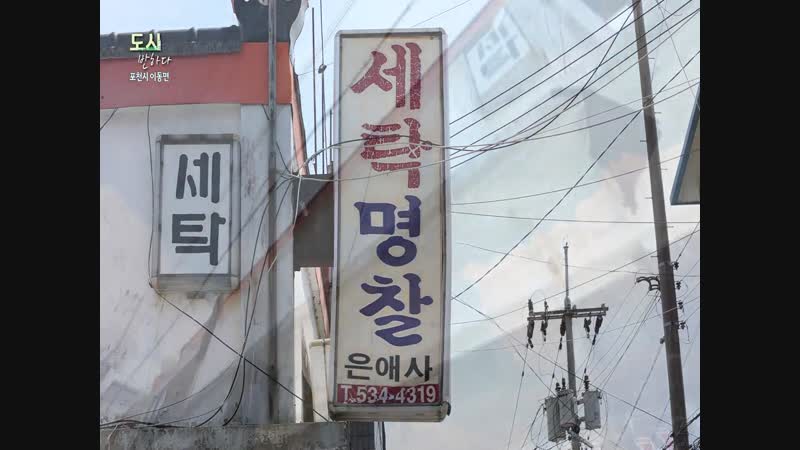 도시
반하다
포천시 이동면
세탁
세탁
명찰
은애사
T.534-4319